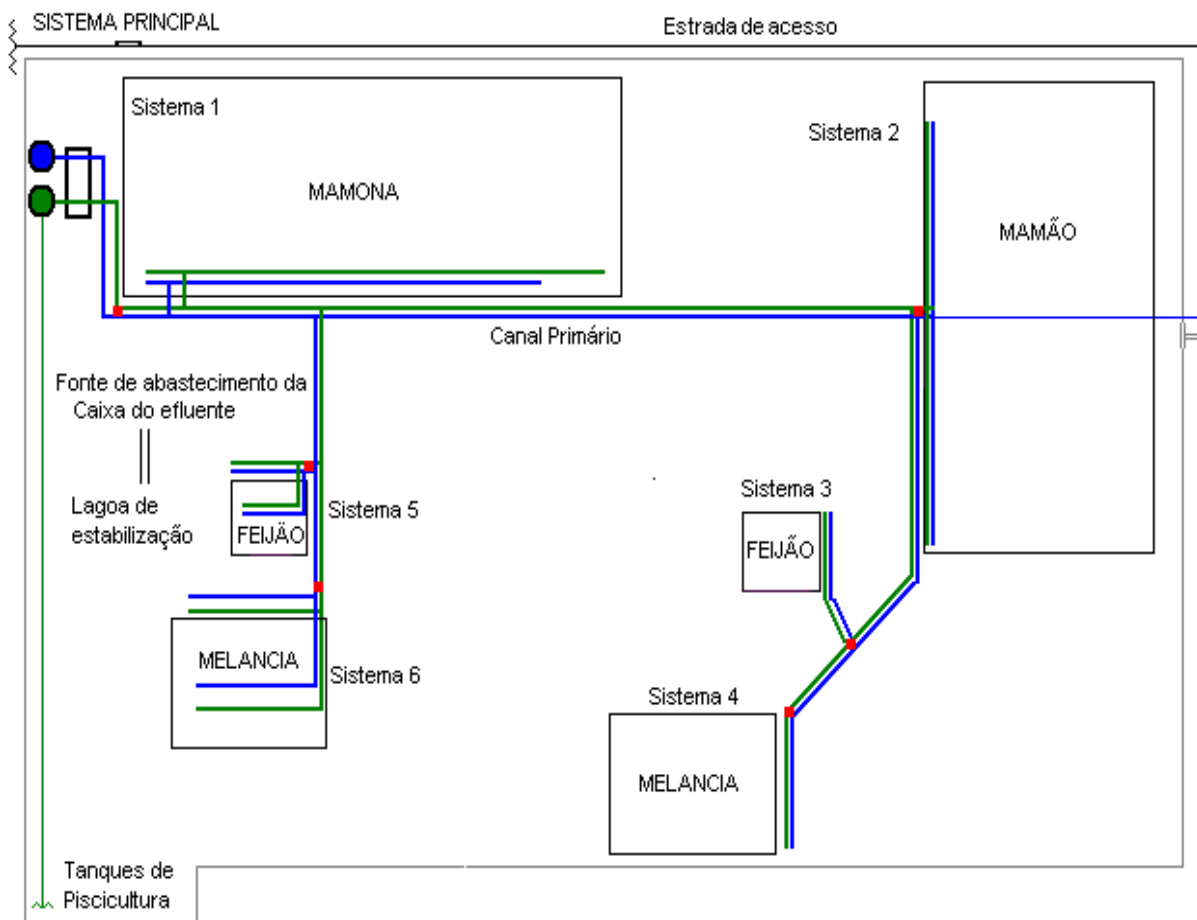 SISTEMA PRINCIPAL
Estrada de acesso
Sistema 1
Sistema 2
MAMONA
MAMÃO
Canal Primário
Fonte de abastecimento da
Caixa do efluente
Lagoa de
estabilização
Sistema 5
FEIJÃO
Sistema 3
FEIJÃO
MELANCIA
Sistema 6
Sistema 4
MELANCIA
Tanques de
Piscicultura